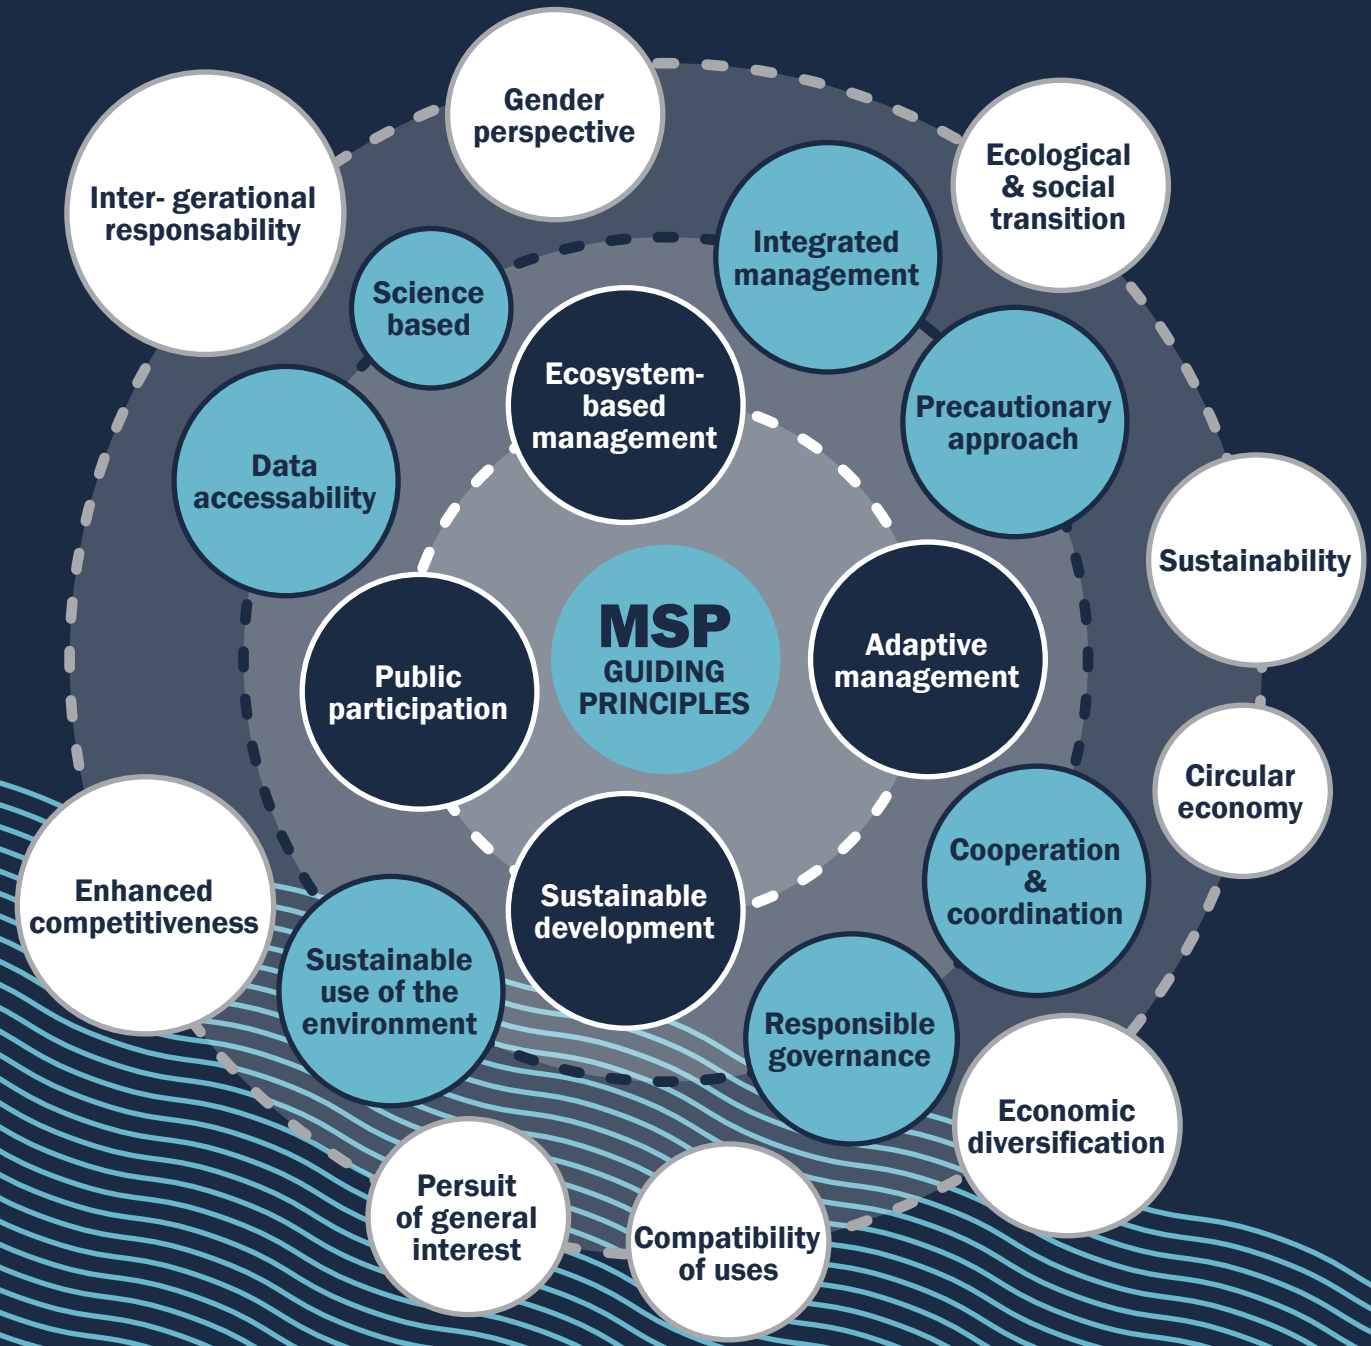 Gender
perspective
Ecological
& social
transition
Inter- gerational
responsability
Integrated
management
Science
based
Ecosystem-
based
management
Precautionary
approach
Data
accessability
Sustainability
MSP
GUIDING
PRINCIPLES
Adaptive
management
Public
participation
Circular
economy
Cooperation
&
coordination
Enhanced
competitiveness
Sustainable
development
Sustainable
use of the
environment
Responsible
governance
Economic
diversification
Persuit
of general
interest
Compatibility
of uses